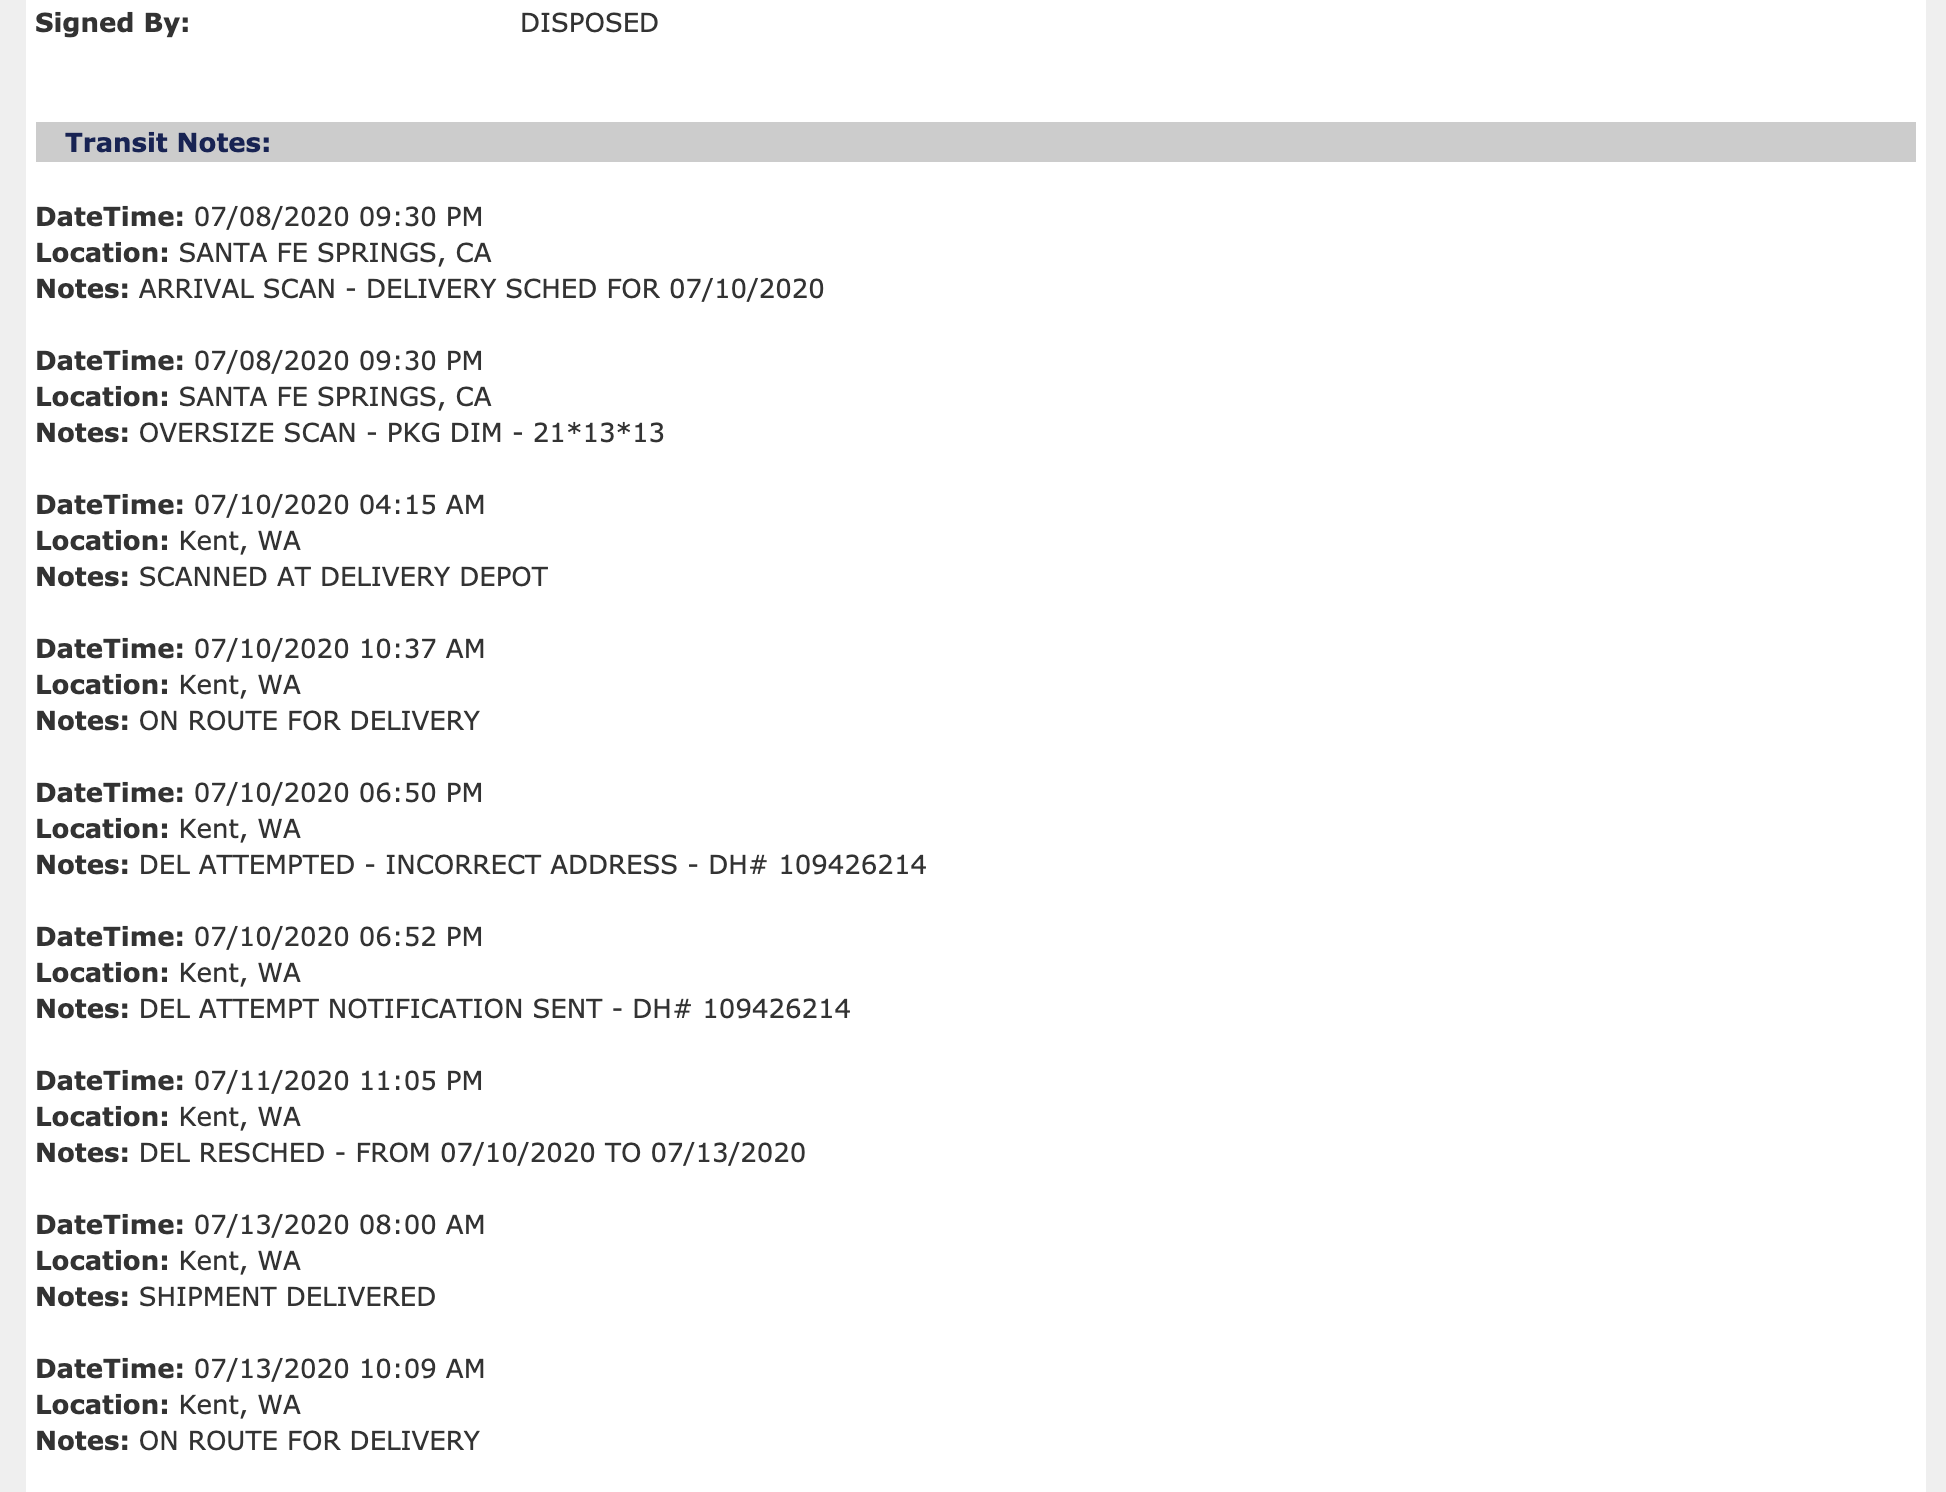 Signed By: DISPOSED
Transit Notes:
DateTime: 07/08/2020 09:30 PM
Location: SANTA FE SPRINGS, CA
Notes: ARRIVAL SCAN - DELIVERY SCHED FOR 07/10/2020
DateTime: 07/08/2020 09:30 PM
Location: SANTA FE SPRINGS, CA
Notes: OVERSIZE SCAN - PKG DIM - 21*13*13
DateTime: 07/10/2020 04:15 AM
Location: Kent, WA
Notes: SCANNED AT DELIVERY DEPOT
DateTime: 07/10/2020 10:37 AM
Location: Kent, WA
Notes: ON ROUTE FOR DELIVERY
DateTime: 07/10/2020 06:50 PM
Location: Kent, WA
Notes: DEL ATTEMPTED - INCORRECT ADDRESS - DH# 109426214
DateTime: 07/10/2020 06:52 PM
Location: Kent, WA
Notes: DEL ATTEMPT NOTIFICATION SENT - DH# 109426214
DateTime: 07/11/2020 11:05 PM
Location: Kent, WA
Notes: DEL RESCHED - FROM 07/10/2020 TO 07/13/2020
DateTime: 07/13/2020 08:00 AM
Location: Kent, WA
Notes: SHIPMENT DELIVERED
DateTime: 07/13/2020 10:09 AM
Location: Kent, WA
Notes: ON ROUTE FOR DELIVERY